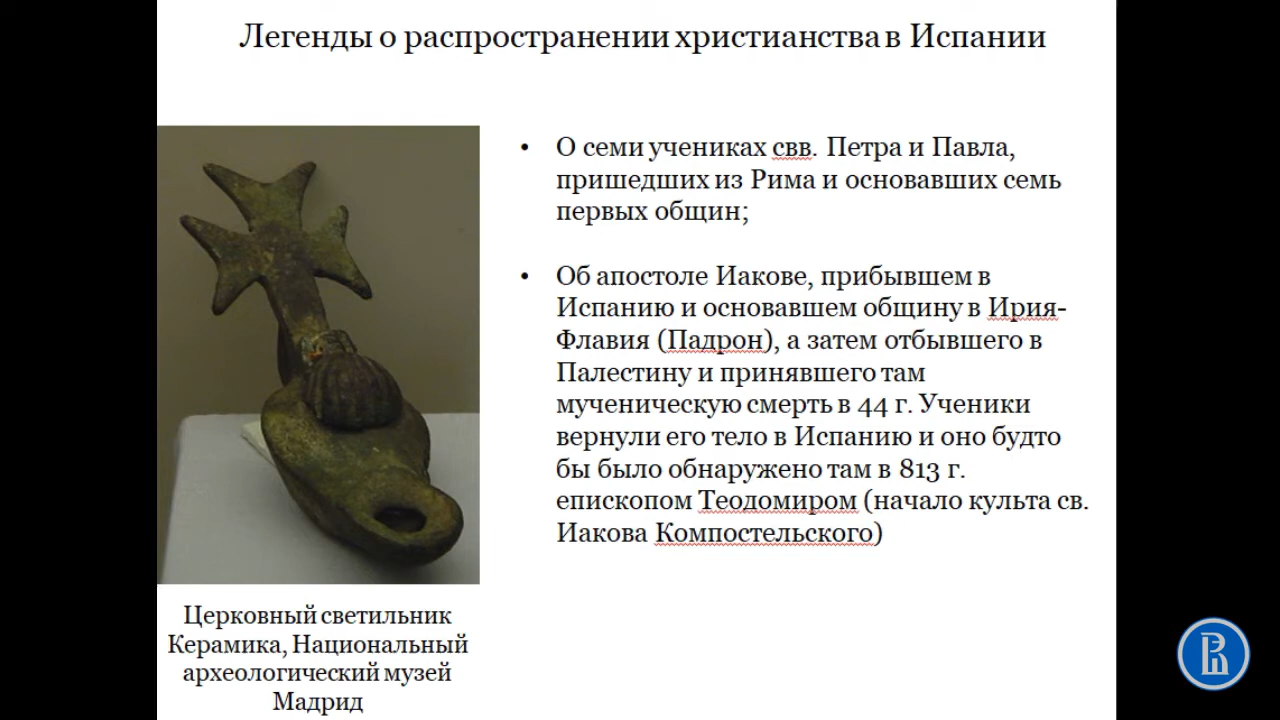 Легенды о распространении христианства в Испании
• О семи учениках свв. Петра и Павла,
пришедших из Рима и основавших семь
первых общин;
• Об апостоле Иакове, прибывшем в
Испанию и основавшем общину в Ирия-
Флавия (Падрон), а затем отбывшего в
Палестину и принявшего там
мученическую смерть в 44 г. Ученики
вернули его тело в Испанию и оно будто
бы было обнаружено там в 813 г.
епископом Теодомиром (начало культа св.
Иакова Компостельского)
Церковный светильник
Керамика, Национальный
археологический музей
Мадрид